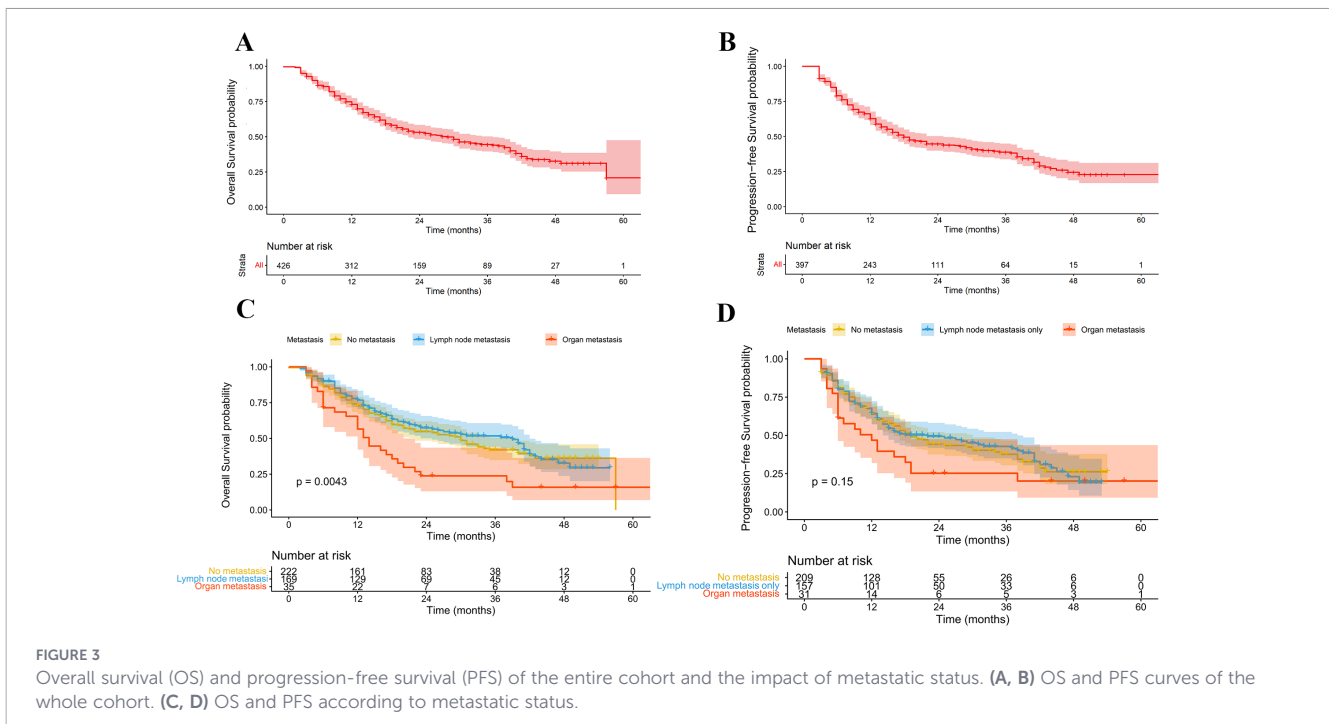 A
Overall Survival probability
1.00
0.75
0.50
0.25
0.00
0 12 24 36 48 60
Time (months)
Number at risk
Strata
All 426 312 159 89 27 1
0 12 24 36 48 60
Time (months)
B
Progression-free Survival probability
1.00
0.75
0.50
0.25
0.00
0 12 24 36 48 60
Time (months)
Number at risk
Strata
All 397 243 111 64 15 1
0 12 24 36 48 60
Time (months)
C
Metastasis No metastasis Lymph node metastasis Organ metastasis
Overall Survival probability
1.00
0.75
0.50
0.25
0.00
p = 0.0043
0 12 24 36 48 60
Time (months)
Number at risk
No metastasis 222 161 83 38 12 0
Lymph node metastasi 169 129 69 45 12 0
Organ metastasis 35 22 7 6 3 1
0 12 24 36 48 60
Time (months)
D
Metastasis No metastasis Lymph node metastasis only Organ metastasis
Progression-free Survival probability
1.00
0.75
0.50
0.25
0.00
p = 0.15
0 12 24 36 48 60
Time (months)
Number at risk
No metastasis 209 128 55 26 6 0
Lymph node metastasis only 157 101 50 33 6 0
Organ metastasis 31 14 6 5 3 1
0 12 24 36 48 60
Time (months)
FIGURE 3
Overall survival (OS) and progression-free survival (PFS) of the entire cohort and the impact of metastatic status. (A, B) OS and PFS curves of the
whole cohort. (C, D) OS and PFS according to metastatic status.